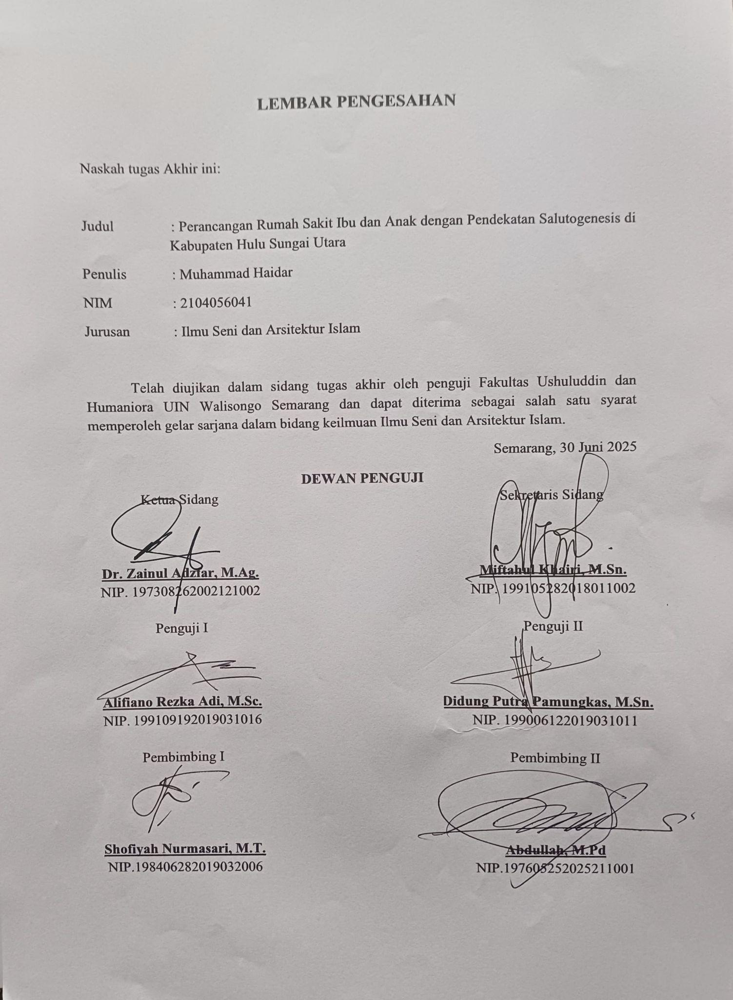 LEMBAR PENGESAHAN
Naskah tugas Akhir ini:
Judul : Perancangan Rumah Sakit Ibu dan Anak dengan Pendekatan Salutogenesis di
Kabupaten Hulu Sungai Utara
Penulis : Muhammad Haidar
NIM : 2104056041
Jurusan : Ilmu Seni dan Arsitektur Islam
Telah diujikan dalam sidang tugas akhir oleh penguji Fakultas Ushuluddin dan
Humaniora UIN Walisongo Semarang dan dapat diterima sebagai salah satu syarat
memperoleh gelar sarjana dalam bidang keilmuan Ilmu Seni dan Arsitektur Islam.
Semarang, 30 Juni 2025
DEWAN PENGUJI
Ketua Sidang
Sekretaris Sidang
Dr. Zainul Adzfar, M.Ag.
Miftahul Khairi, M.Sn.
NIP. 197308262002121002
NIP. 199105282018011002
Penguji I
Penguji II
Alifiano Rezka Adi, M.Sc.
Didung Putra Pamungkas, M.Sn.
NIP. 199109192019031016
NIP. 199006122019031011
Pembimbing I
Pembimbing II
Shofiyah Nurmasari, M.T.
Abdullah, M.Pd
NIP.198406282019032006
NIP.197605252025211001